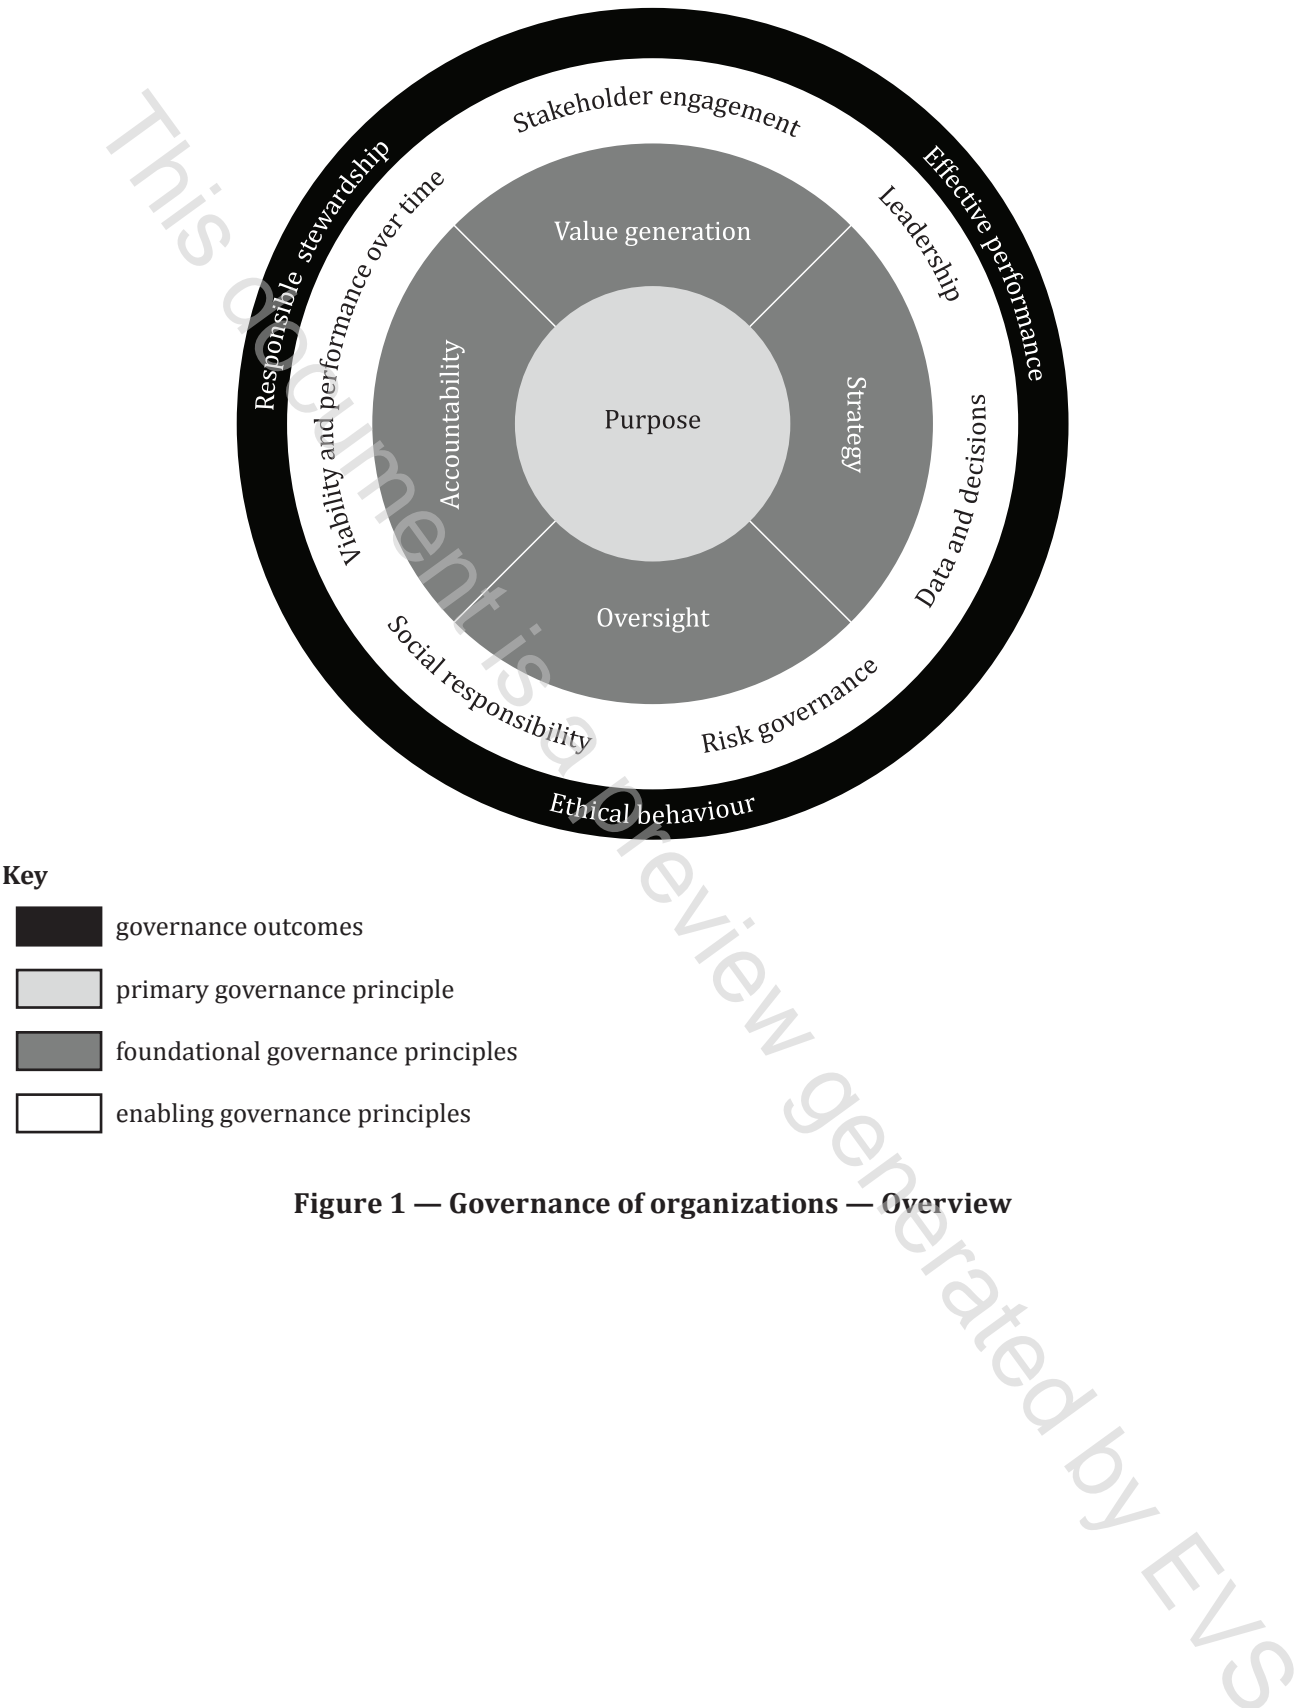 Responsible stewardship
Effective performance
Ethical behaviour
Stakeholder engagement
Leadership
Data and decisions
Risk governance
Social responsibility
Viability and performance over time
Value generation
Strategy
Oversight
Accountability
Purpose
Key
governance outcomes
primary governance principle
foundational governance principles
enabling governance principles
Figure 1 — Governance of organizations — Overview
This document is a preview generated by EVS